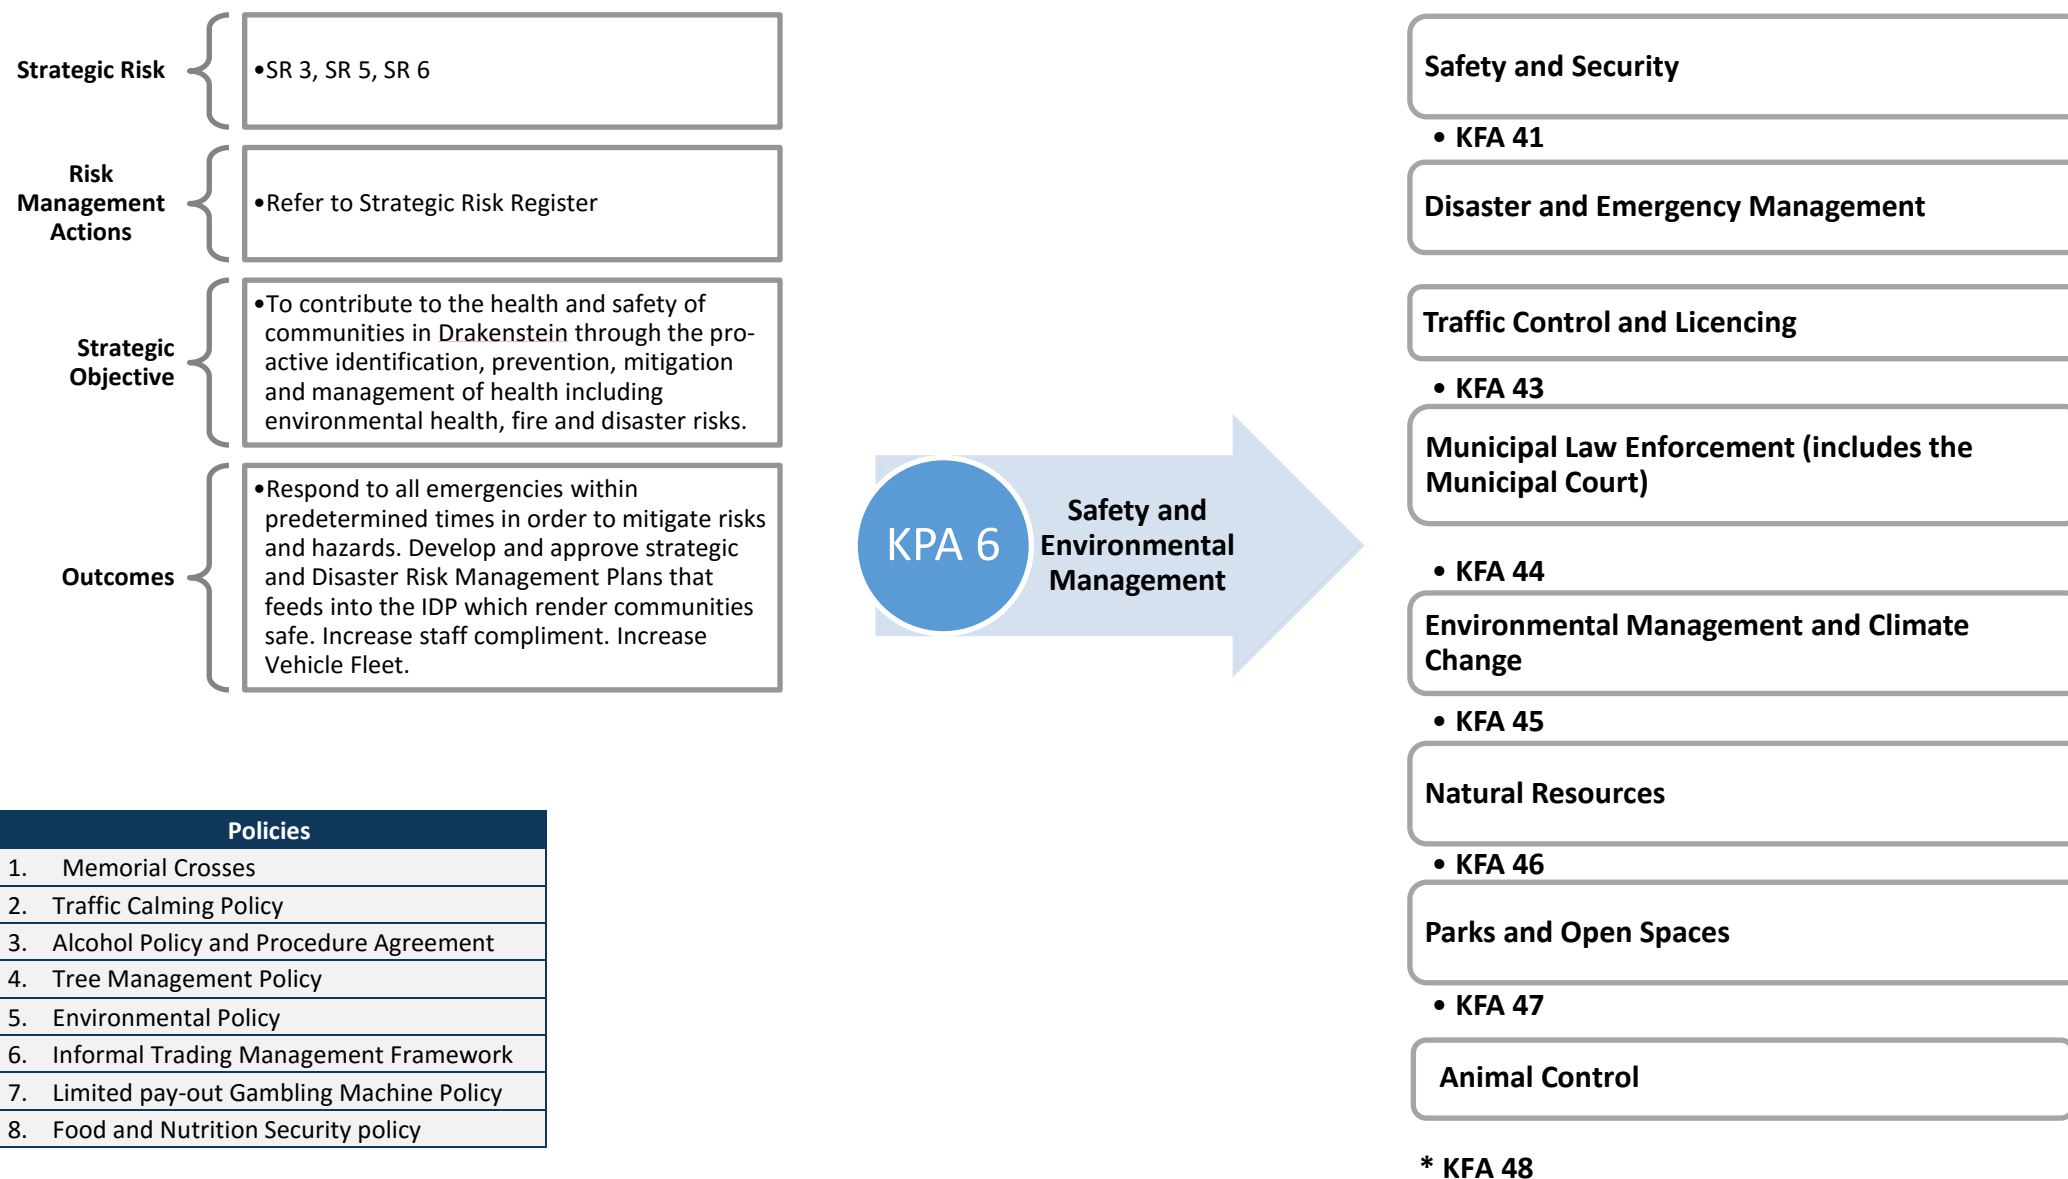 Strategic Risk
•SR 3, SR 5, SR 6
Risk
Management
Actions
•Refer to Strategic Risk Register
Strategic
Objective
•To contribute to the health and safety of
communities in Drakenstein through the pro-
active identification, prevention, mitigation
and management of health including
environmental health, fire and disaster risks.
Outcomes
•Respond to all emergencies within
predetermined times in order to mitigate risks
and hazards. Develop and approve strategic
and Disaster Risk Management Plans that
feeds into the IDP which render communities
safe. Increase staff compliment. Increase
Vehicle Fleet.
Policies
1. Memorial Crosses
2. Traffic Calming Policy
3. Alcohol Policy and Procedure Agreement
4. Tree Management Policy
5. Environmental Policy
6. Informal Trading Management Framework
7. Limited pay-out Gambling Machine Policy
8. Food and Nutrition Security policy
KPA 6
Safety and
Environmental
Management
Safety and Security
• KFA 41
Disaster and Emergency Management
Traffic Control and Licencing
• KFA 43
Municipal Law Enforcement (includes the
Municipal Court)
• KFA 44
Environmental Management and Climate
Change
• KFA 45
Natural Resources
• KFA 46
Parks and Open Spaces
• KFA 47
Animal Control
* KFA 48